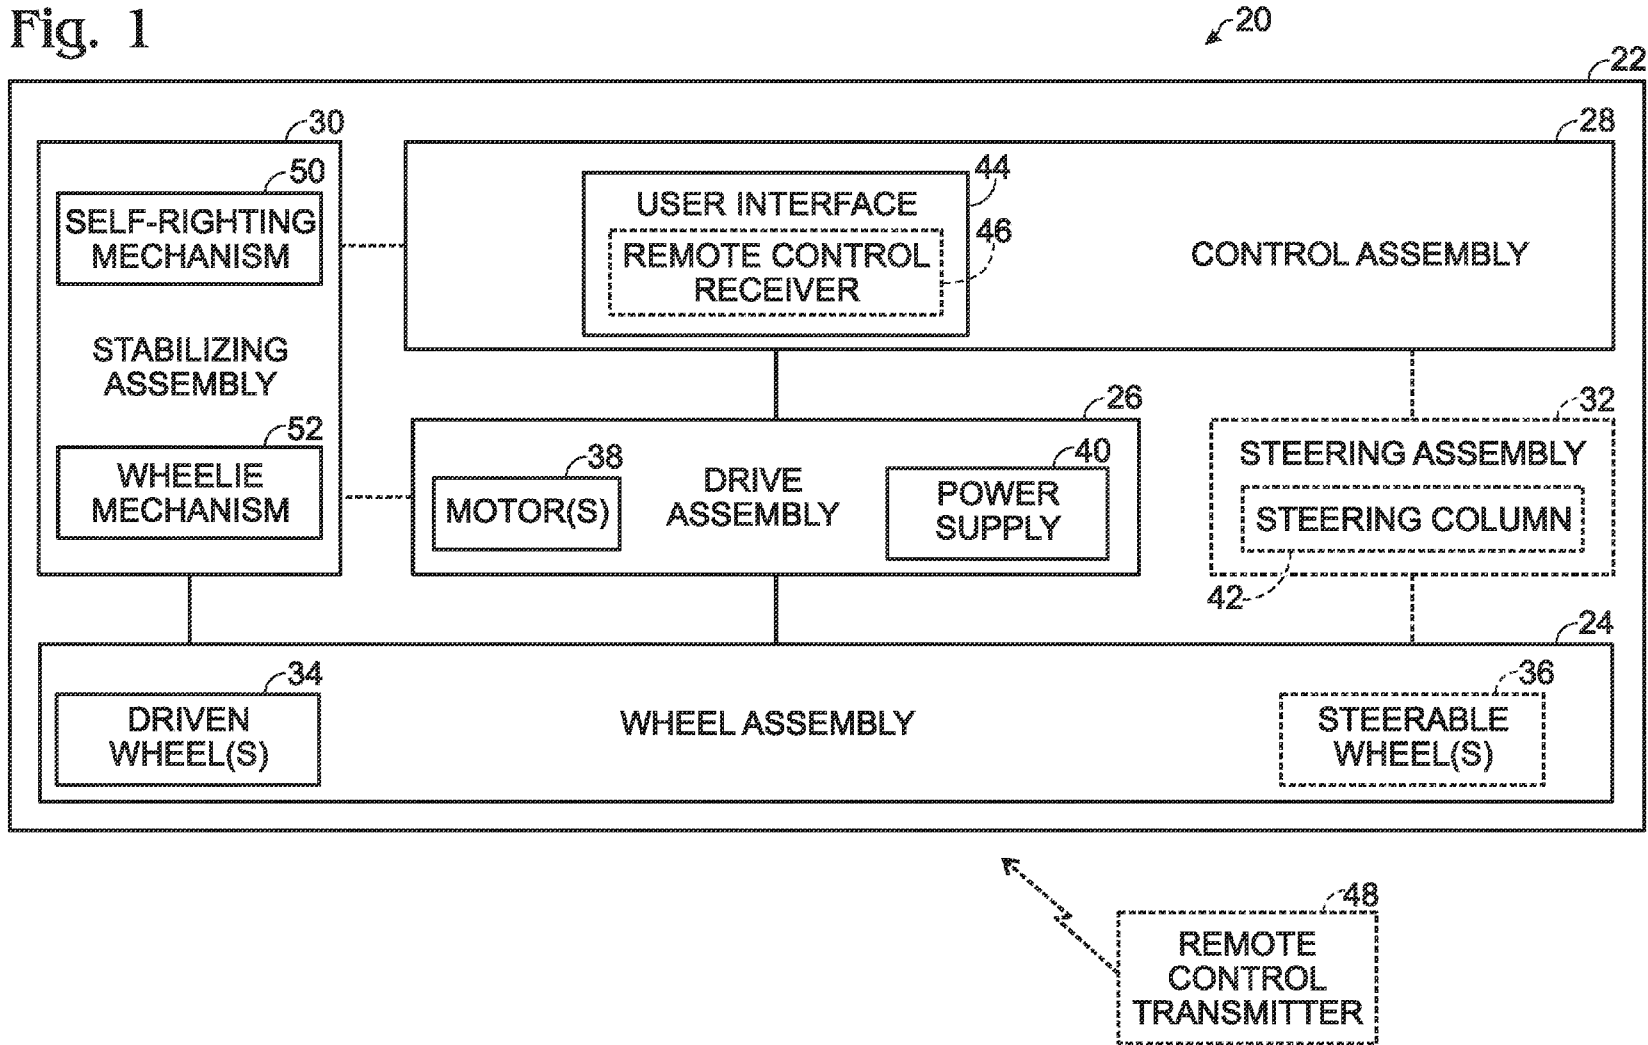 Fig. 1
20
22
30
28
50
SELF-RIGHTING
MECHANISM
STABILIZING
ASSEMBLY
52
WHEELIE
MECHANISM
44
USER INTERFACE
46
REMOTE CONTROL
RECEIVER
CONTROL ASSEMBLY
26
38
MOTOR(S)
DRIVE
ASSEMBLY
40
POWER
SUPPLY
32
STEERING ASSEMBLY
STEERING COLUMN
42
24
34
DRIVEN
WHEEL(S)
WHEEL ASSEMBLY
36
STEERABLE
WHEEL(S)
48
REMOTE
CONTROL
TRANSMITTER